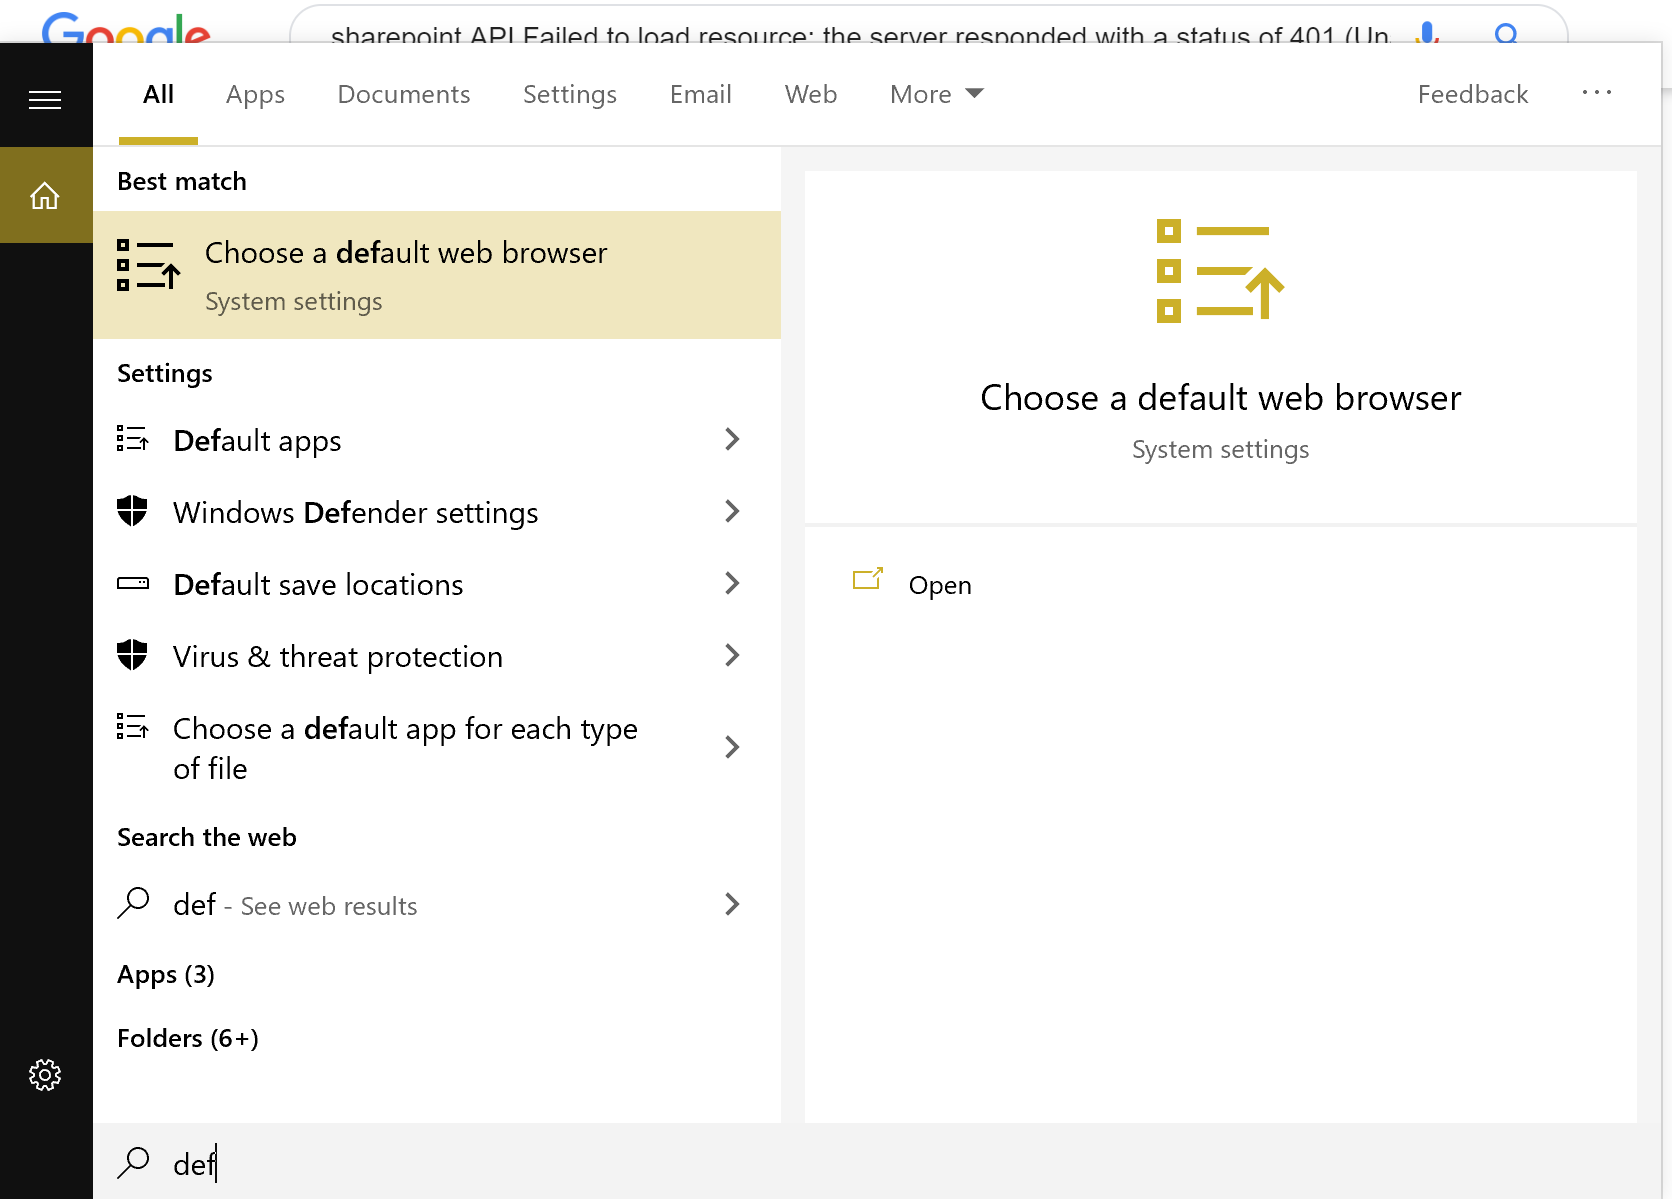 Google
sharepoint API Failed to load resource: the server responded with a status of 401 (Un
All Apps Documents Settings Email Web More Feedback ...
Best match
Choose a default web browser
System settings
Settings
Default apps
Windows Defender settings
Default save locations
Virus & threat protection
Choose a default app for each type
of file
Search the web
def - See web results
Apps (3)
Folders (6+)
def
Choose a default web browser
System settings
Open